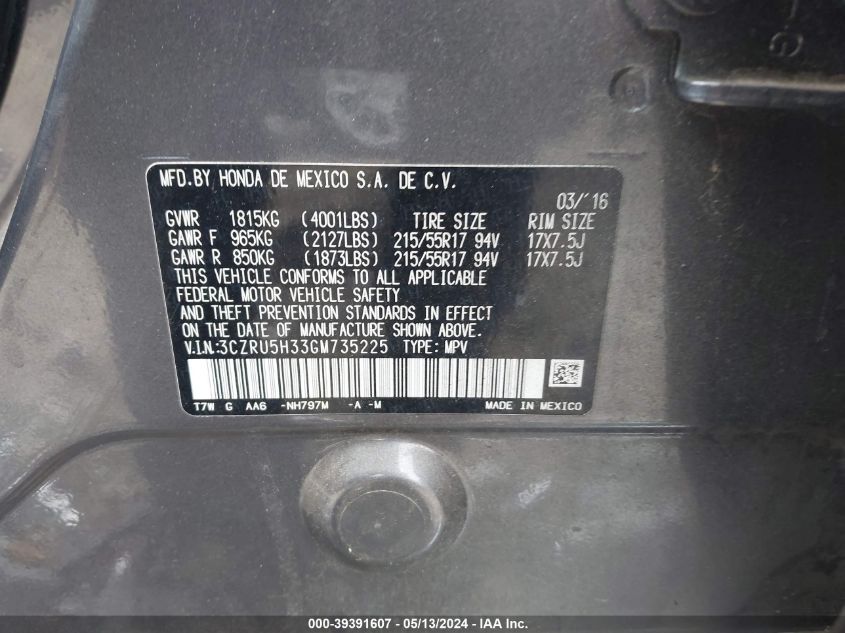 MFD.BY HONDA DE MEXICO S.A. DE C.V.
03/'16
GVWR 1815KG (4001LBS) TIRE SIZE RIM SIZE
GAWR F 965KG (2127LBS) 215/55R17 94V 17X7.5J
GAWR R 850KG (1873LBS) 215/55R17 94V 17X7.5J
THIS VEHICLE CONFORMS TO ALL APPLICABLE
FEDERAL MOTOR VEHICLE SAFETY
AND THEFT PREVENTION STANDARDS IN EFFECT
ON THE DATE OF MANUFACTURE SHOWN ABOVE.
V.I.N:3CZRU5H33GM735225 TYPE: MPV
T7W G AA6 -NH797M -A -M MADE IN MEXICO
000-39391607 - 05/13/2024 - IAA Inc.